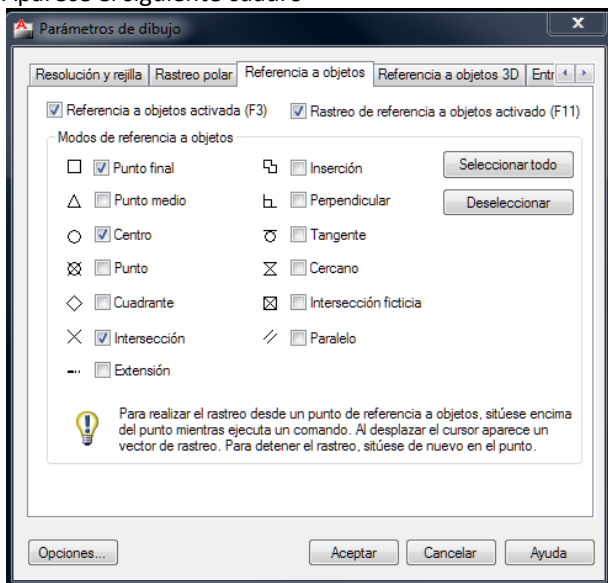 Aparece el siguiente cuadro
Parámetros de dibujo
Resolución y rejilla Rastreo polar Referencia a objetos Referencia a objetos 3D Entr
Referencia a objetos activada (F3) Rastreo de referencia a objetos activado (F11)
Modos de referencia a objetos
Punto final Inserción Seleccionar todo
Punto medio Perpendicular Deseleccionar
Centro Tangente
Punto Cercano
Cuadrante Intersección ficticia
Intersección Paralelo
Extensión
Para realizar el rastreo desde un punto de referencia a objetos, sitúese encima
del punto mientras ejecuta un comando. Al desplazar el cursor aparece un
vector de rastreo. Para detener el rastreo, sitúese de nuevo en el punto.
Opciones... Aceptar Cancelar Ayuda